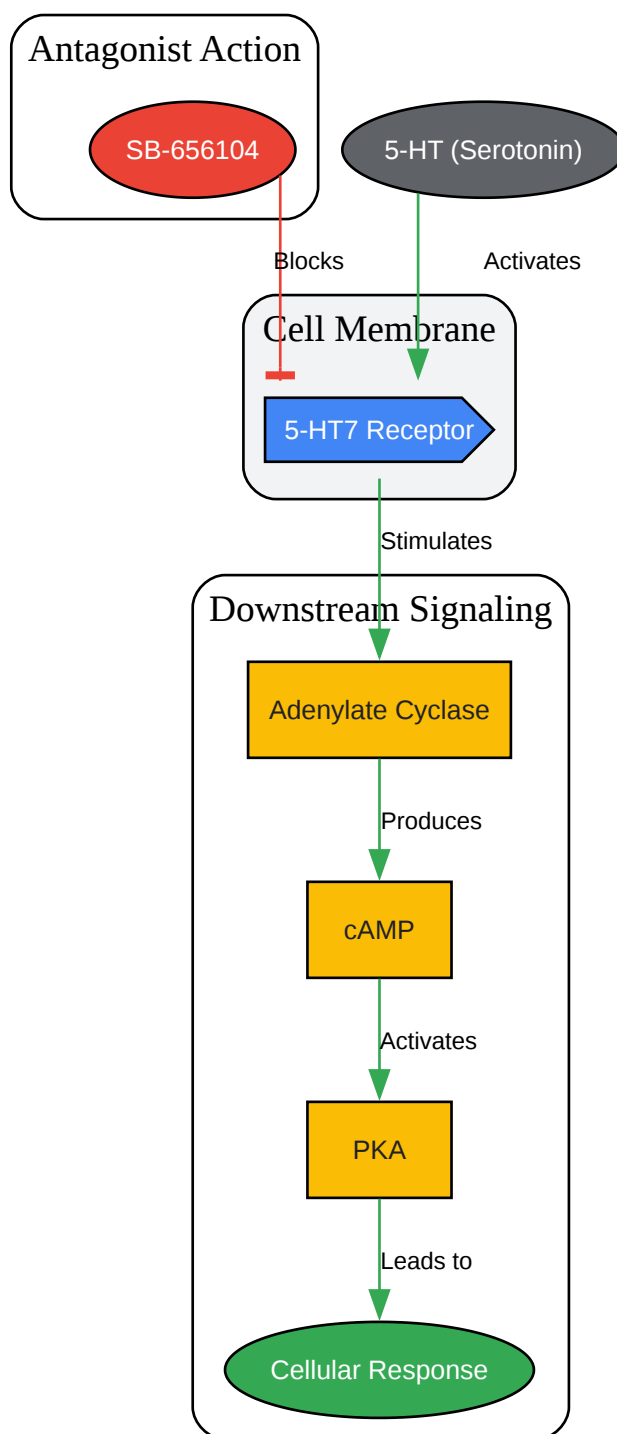 Antagonist Action
SB-656104
5-HT (Serotonin)
Blocks
Activates
Cell Membrane
5-HT7 Receptor
Stimulates
Downstream Signaling
Adenylate Cyclase
Produces
cAMP
Activates
PKA
Leads to
Cellular Response